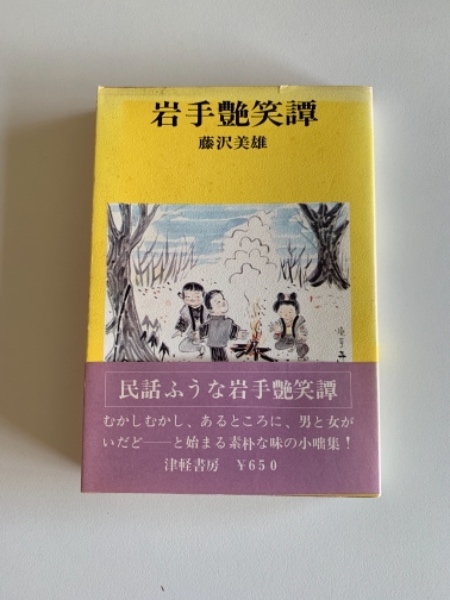 岩手艶笑譚
藤沢美雄
民話ふうな岩手艶笑譚
むかしむかし、あるところに、男と女が
いだど――と始まる素朴な味の小咄集!
津軽書房 ¥650